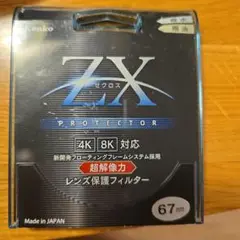 ZX
ゼクロス
PROTECTOR
4K 8K 対応
新開発フローティングフレームシステム採用
超解像力
レンズ保護フィルター
Made in JAPAN
67mm